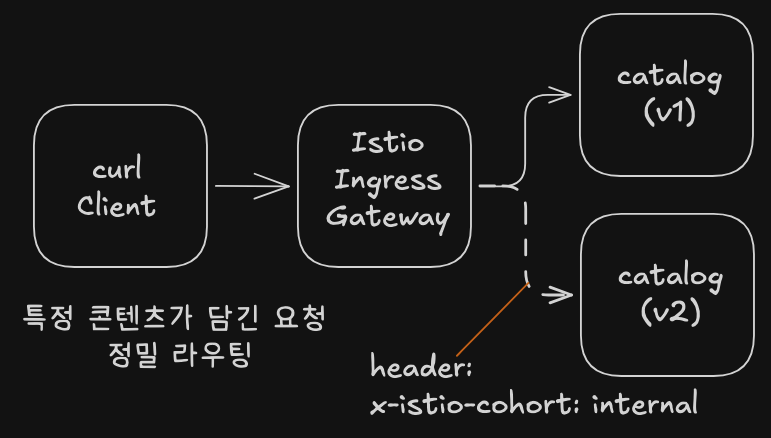 curl
Client
Istio
Ingress
Gateway
catalog
(v1)
catalog
(v2)
특정 콘텐츠가 담긴 요청
정밀 라우팅
header:
x-istio-cohort: internal